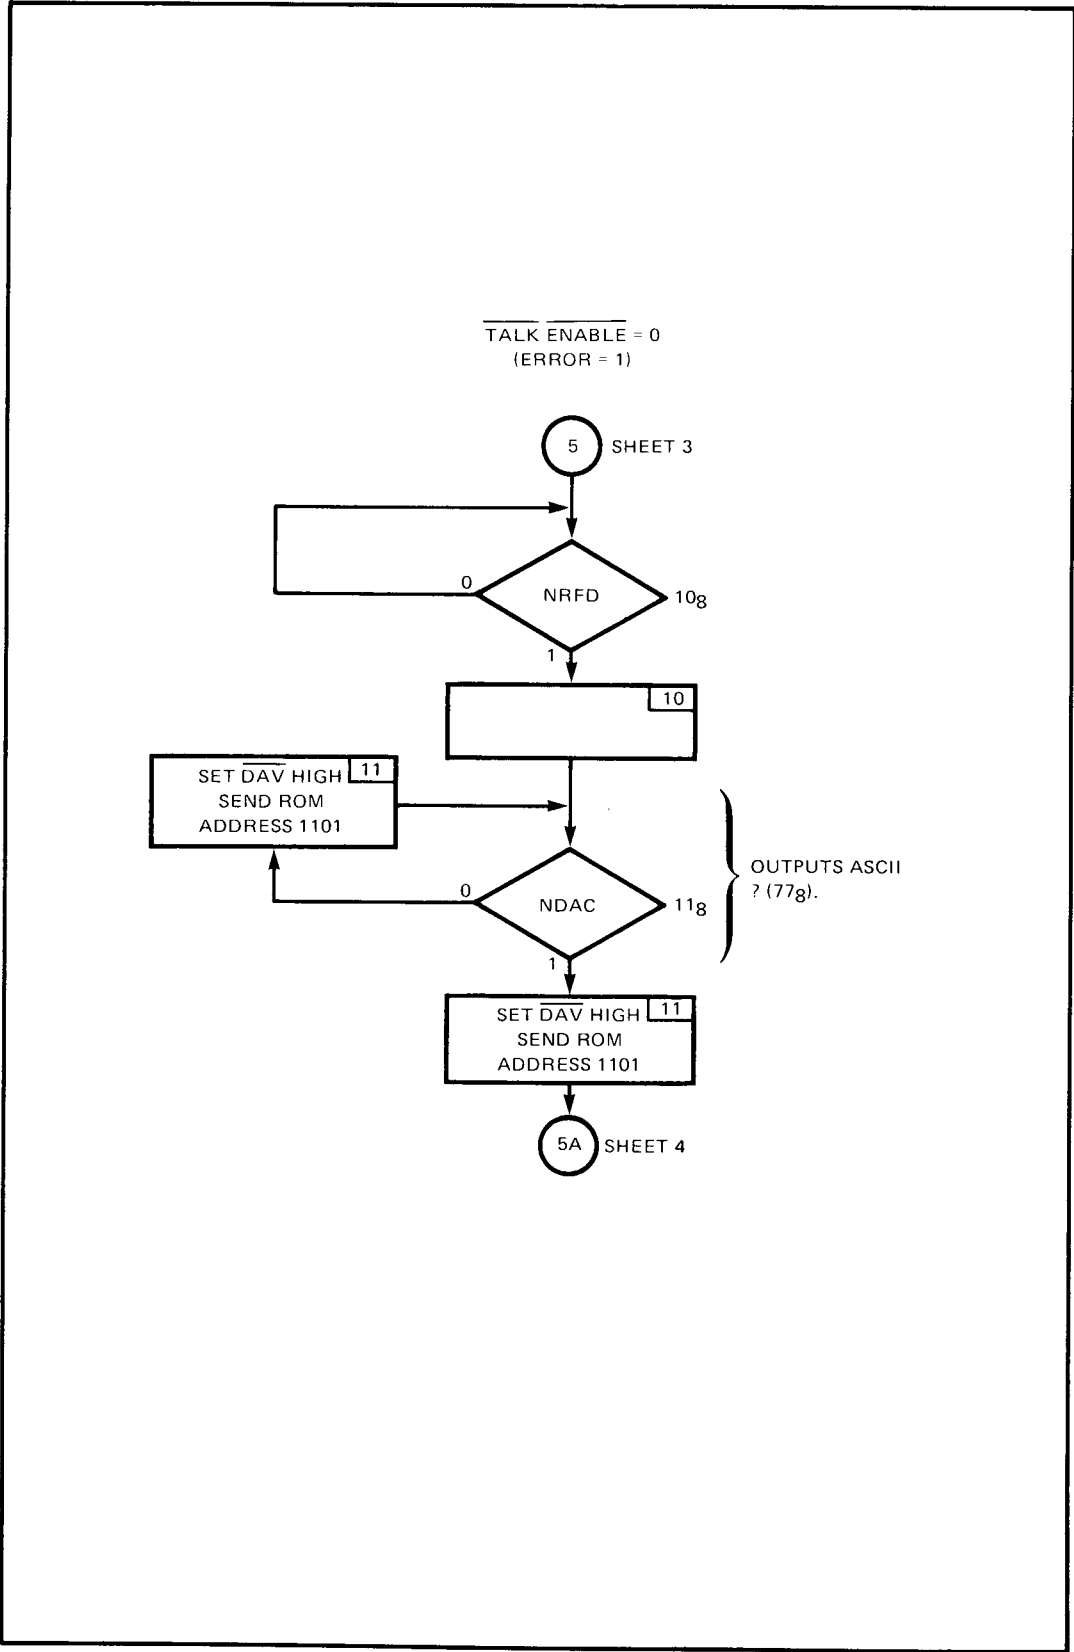 TALK ENABLE = 0
(ERROR = 1)
5 SHEET 3
0
NRFD
10₈
1
10
SET DAV HIGH 11
SEND ROM
ADDRESS 1101
0
NDAC
11₈
OUTPUTS ASCII
? (77₈).
1
SET DAV HIGH 11
SEND ROM
ADDRESS 1101
5A SHEET 4